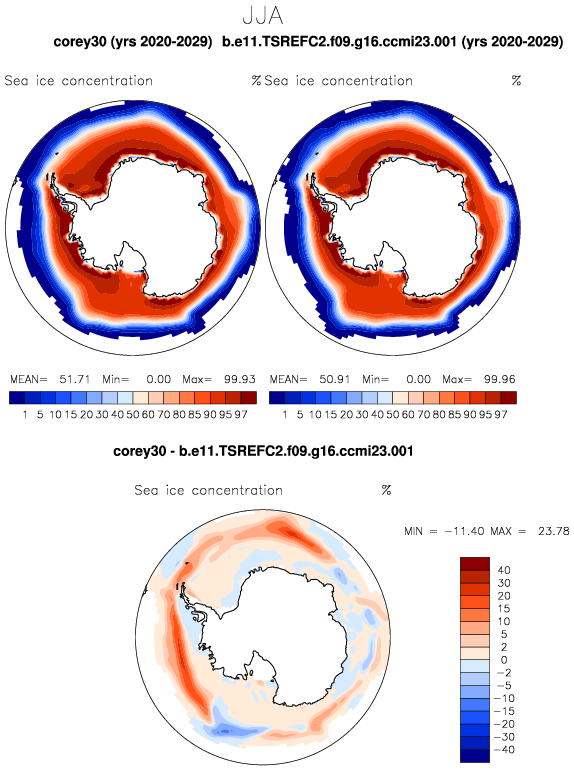 JJA
corey30 (yrs 2020-2029) b.e11.TSREFC2.f09.g16.ccmi23.001 (yrs 2020-2029)
Sea ice concentration % Sea ice concentration %
MEAN= 51.71 Min= 0.00 Max= 99.93 MEAN= 50.91 Min= 0.00 Max= 99.96
1 5 10 15 20 30 40 50 60 70 80 85 90 95 97 1 5 10 15 20 30 40 50 60 70 80 85 90 95 97
corey30 - b.e11.TSREFC2.f09.g16.ccmi23.001
Sea ice concentration %
MIN = −11.40 MAX = 23.78
40
30
20
15
10
5
2
0
−2
−5
−10
−15
−20
−30
−40